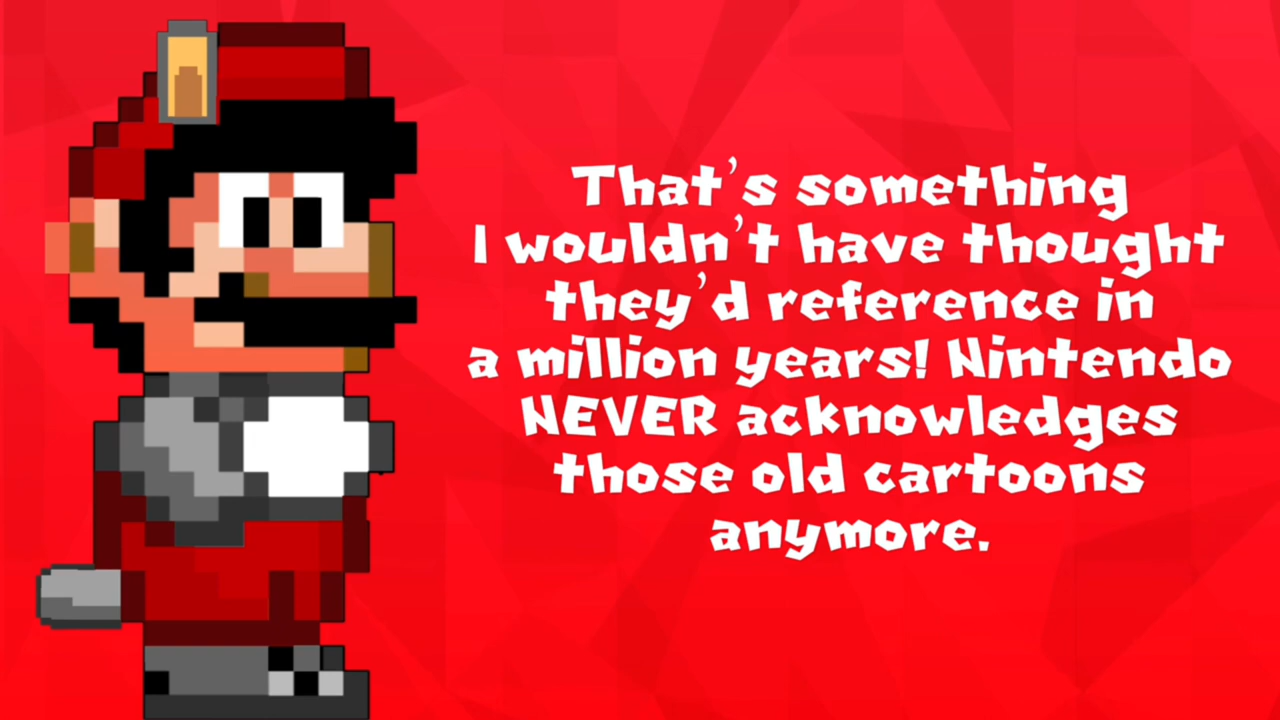 That's something
I wouldn't have thought
they'd reference in
a million years! Nintendo
NEVER acknowledges
those old cartoons
anymore.